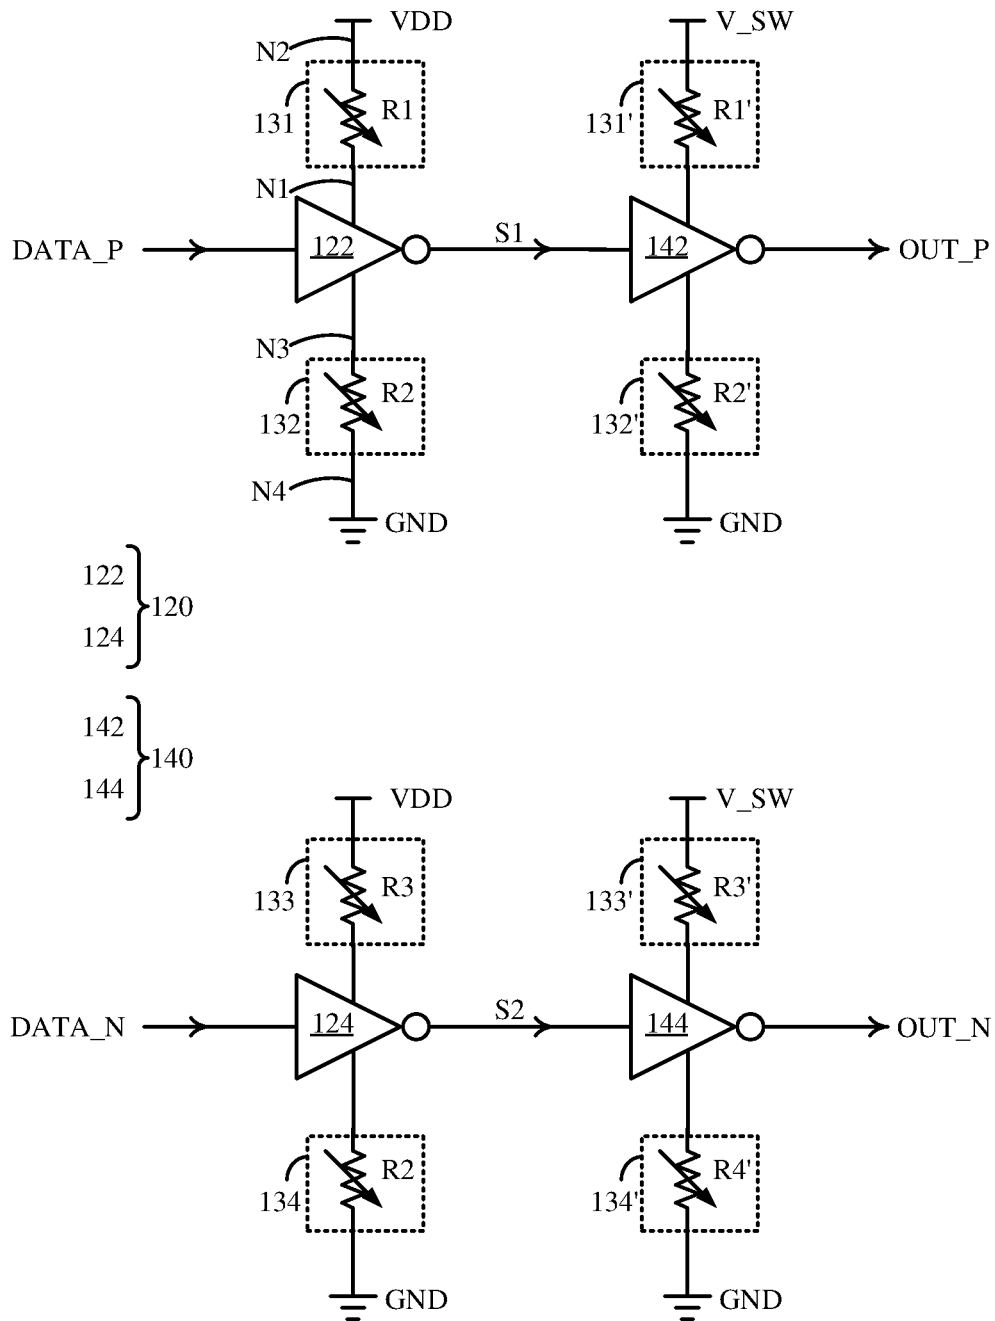 VDD
V_SW
N2
R1
R1'
131
131'
N1
DATA_P
122
S1
142
OUT_P
N3
R2
R2'
132
132'
N4
GND
GND
122
120
124
142
140
144
VDD
V_SW
R3
R3'
133
133'
DATA_N
124
S2
144
OUT_N
R2
R4'
134
134'
GND
GND